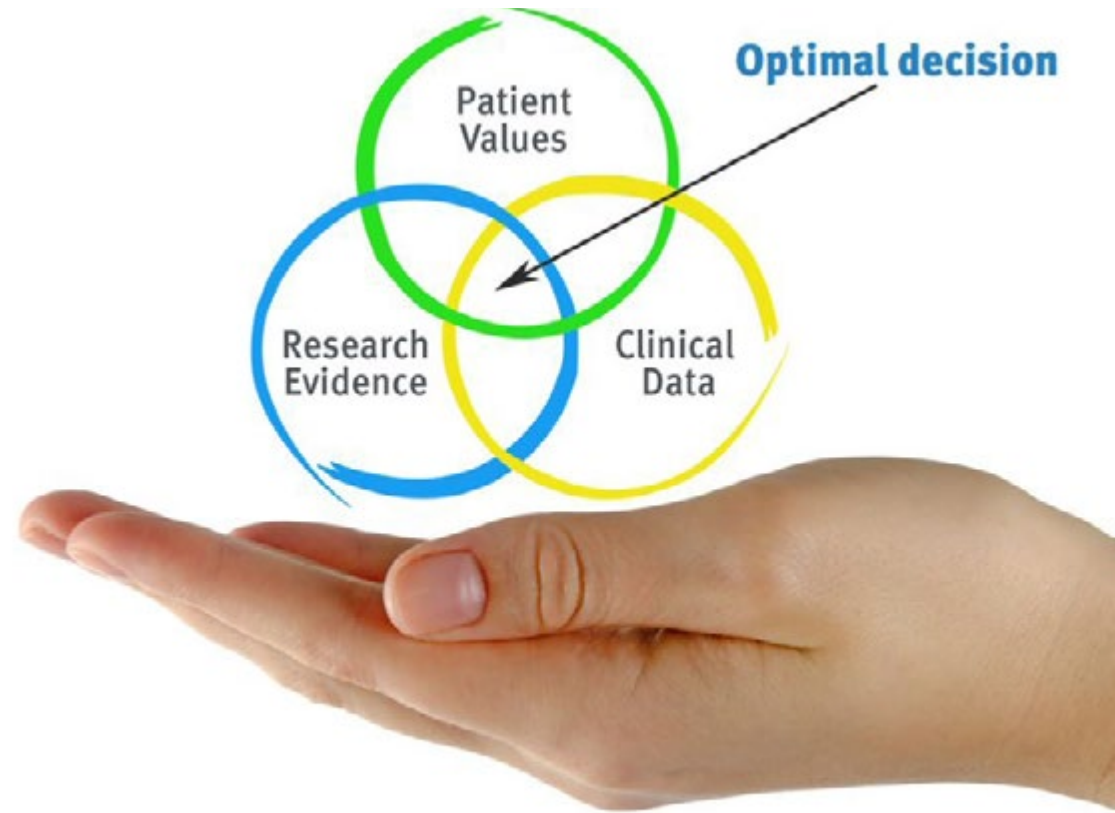 Optimal decision
Patient
Values
Research
Evidence
Clinical
Data